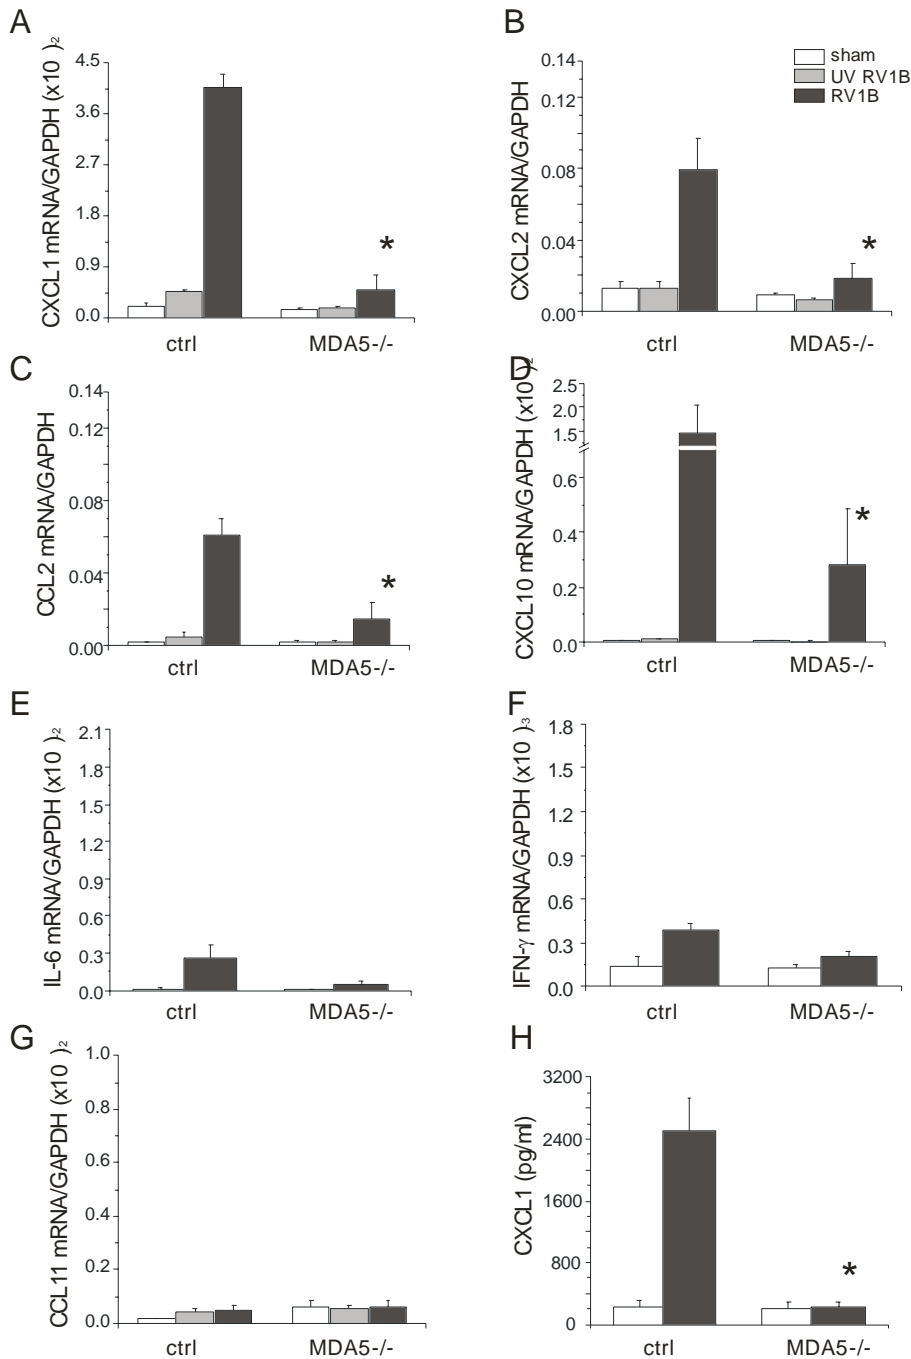 A
CXCL1 mRNA/GAPDH (x10 )-2
4.5
3.6
2.7
1.8
0.9
0.0
*
ctrl
MDA5-/-
B
CXCL2 mRNA/GAPDH
0.14
0.12
0.08
0.04
0.00
sham
UV RV1B
RV1B
*
ctrl
MDA5-/-
C
CCL2 mRNA/GAPDH
0.14
0.12
0.08
0.04
0.00
*
ctrl
MDA5-/-
D
CXCL10 mRNA/GAPDH (x10 )-2
2.5
2.0
1.5
0.6
0.4
0.2
0.0
*
ctrl
MDA5-/-
E
IL-6 mRNA/GAPDH (x10 )-2
2.1
1.8
1.5
1.2
0.9
0.6
0.3
0.0
ctrl
MDA5-/-
F
IFN-γ mRNA/GAPDH (x10 )-3
1.8
1.5
1.2
0.9
0.6
0.3
0.0
ctrl
MDA5-/-
G
CCL11 mRNA/GAPDH (x10 )-2
1.0
0.8
0.6
0.4
0.2
0.0
ctrl
MDA5-/-
H
CXCL1 (pg/ml)
3200
2400
1600
800
0
*
ctrl
MDA5-/-